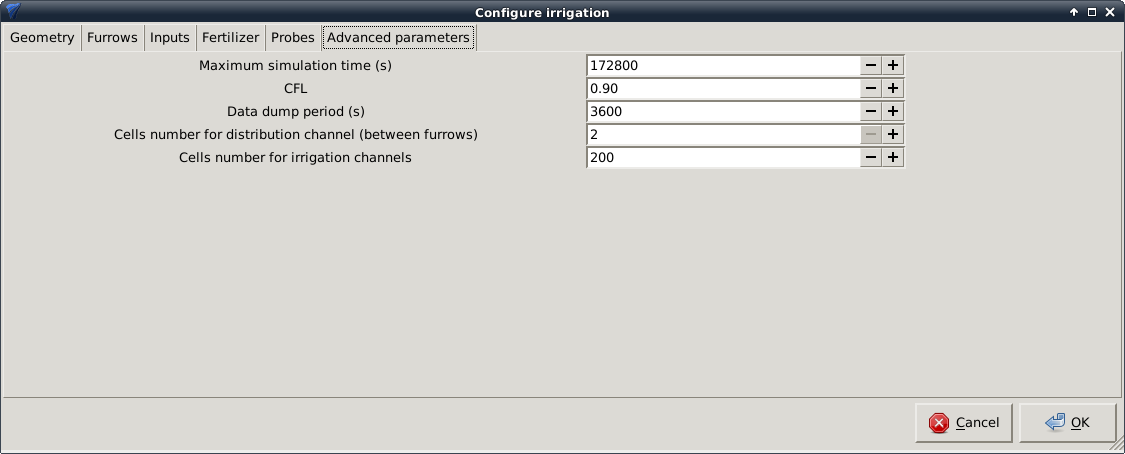 Configure irrigation
Geometry Furrows Inputs Fertilizer Probes Advanced parameters
Maximum simulation time (s) 172800
CFL 0.90
Data dump period (s) 3600
Cells number for distribution channel (between furrows) 2
Cells number for irrigation channels 200
Cancel OK